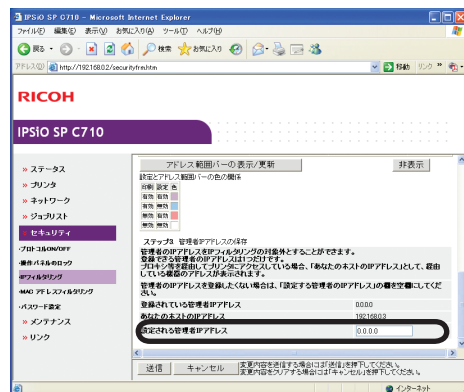 IPSiO SP C710 - Microsoft Internet Explorer
ファイル(F) 編集(E) 表示(V) お気に入り(A) ツール(T) ヘルプ(H)
戻る 検索 お気に入り
アドレス(D) http://192.168.0.2/securityfrm.htm 移動 リンク
RICOH
IPSiO SP C710
ステータス
プリンタ
ネットワーク
ジョブリスト
セキュリティ
プロトコルON/OFF
操作パネルのロック
IPフィルタリング
MAC アドレスフィルタリング
パスワード設定
メンテナンス
リンク
アドレス範囲バーの表示/更新 非表示
設定とアドレス範囲バーの色の関係
印刷 設定 色
有効 有効
有効 無効
無効 有効
無効 無効
ステップ3. 管理者IPアドレスの保存
管理者のIPアドレスをIPフィルタリングの対象外とすることができます。
登録できる管理者のIPアドレスは1つだけです。
プロキシ等を経由してプリンタにアクセスしている場合、「あなたのホストのIPアドレス」として、経由
している機器のアドレスが表示されます。
管理者のIPアドレスを登録したくない場合は、「設定する管理者のIPアドレス」の欄を空欄にしてくだ
さい。
登録されている管理者IPアドレス 0.0.0.0
あなたのホストのIPアドレス 192.168.0.3
設定される管理者IPアドレス 0.0.0.0
送信 キャンセル
変更内容を送信する場合には「送信」を押下してください。
変更内容をクリアする場合には「キャンセル」を押下してください。
インターネット